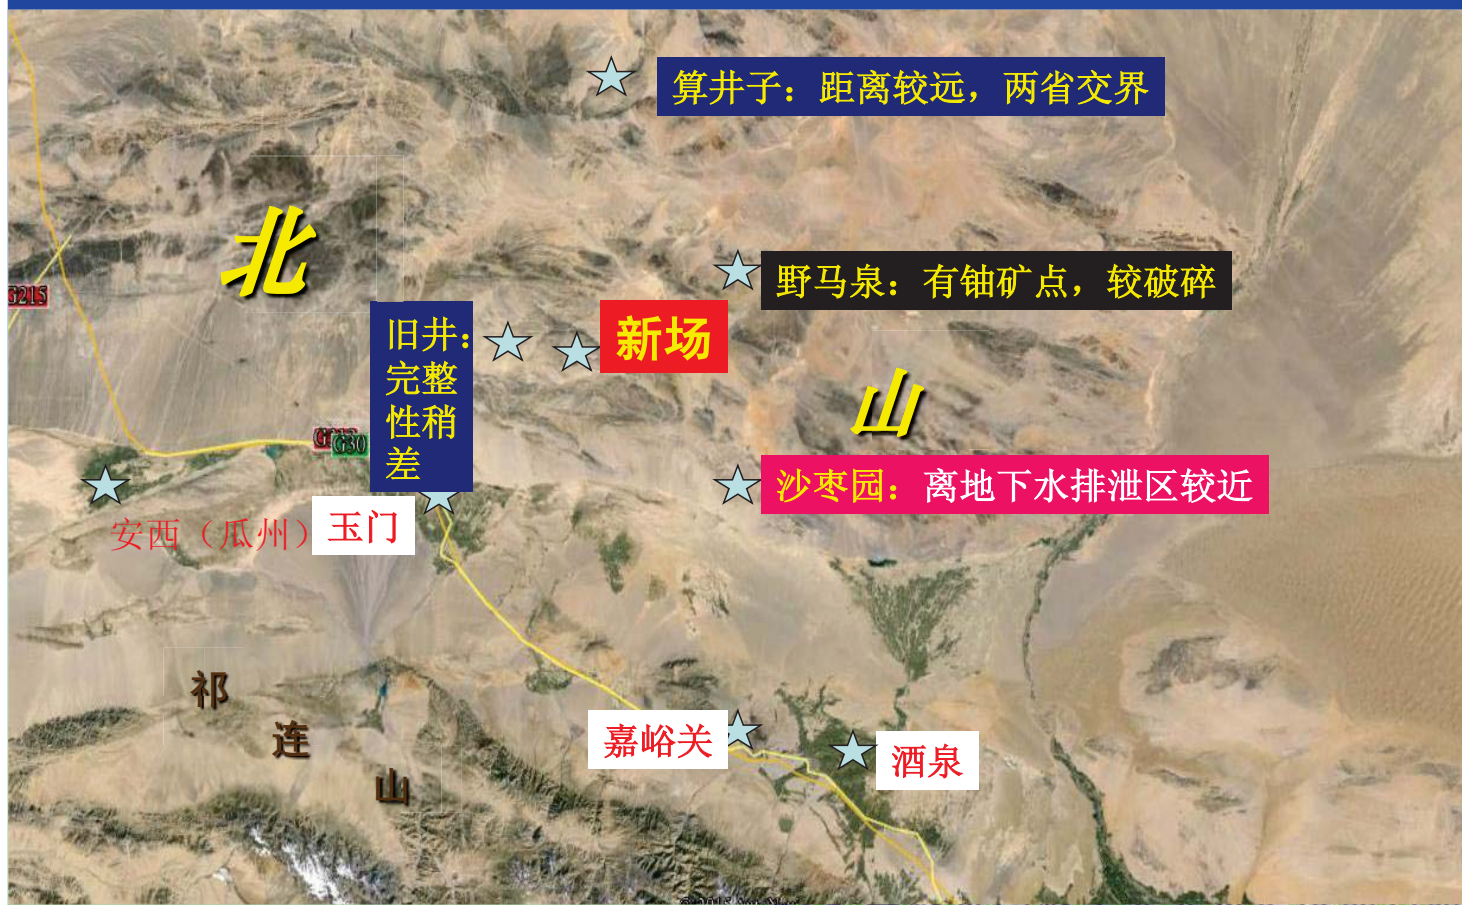 算井子：距离较远，两省交界
北
野马泉：有铀矿点，较破碎
G215
旧井：
完整
性稍
差
新场
山
G30
沙枣园：离地下水排泄区较近
安西（瓜州）
玉门
祁
连
山
嘉峪关
酒泉